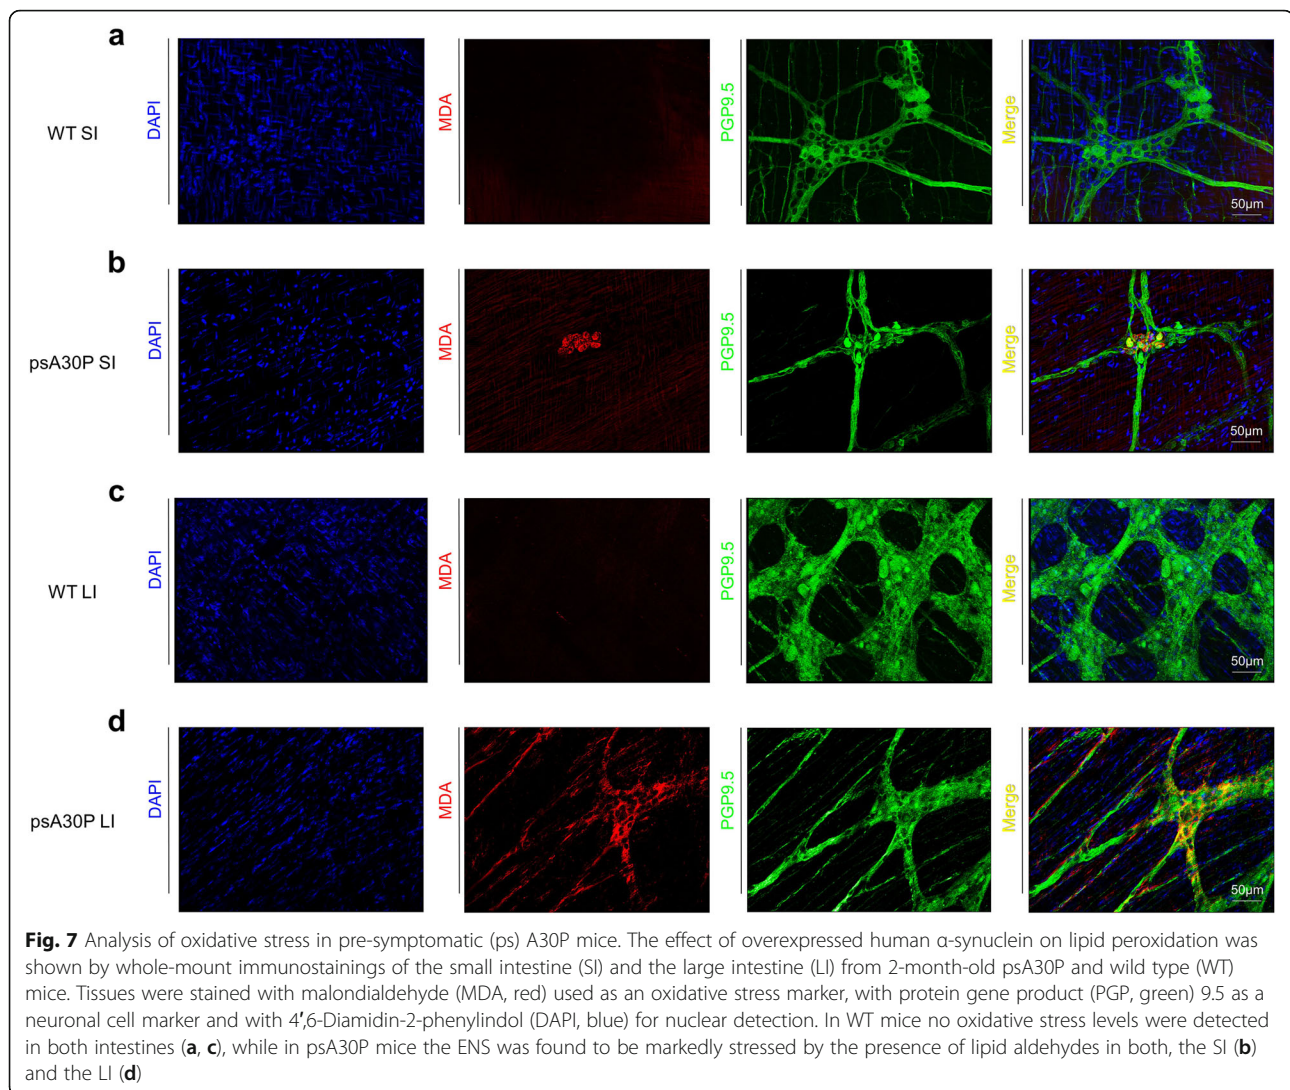 a
WT SI
DAPI
MDA
PGP9.5
Merge
50µm
b
psA30P SI
DAPI
MDA
PGP9.5
Merge
50µm
c
WT LI
DAPI
MDA
PGP9.5
Merge
50µm
d
psA30P LI
DAPI
MDA
PGP9.5
Merge
50µm
Fig. 7 Analysis of oxidative stress in pre-symptomatic (ps) A30P mice. The effect of overexpressed human α-synuclein on lipid peroxidation was
shown by whole-mount immunostainings of the small intestine (SI) and the large intestine (LI) from 2-month-old psA30P and wild type (WT)
mice. Tissues were stained with malondialdehyde (MDA, red) used as an oxidative stress marker, with protein gene product (PGP, green) 9.5 as a
neuronal cell marker and with 4′,6-Diamidin-2-phenylindol (DAPI, blue) for nuclear detection. In WT mice no oxidative stress levels were detected
in both intestines (a, c), while in psA30P mice the ENS was found to be markedly stressed by the presence of lipid aldehydes in both, the SI (b)
and the LI (d)